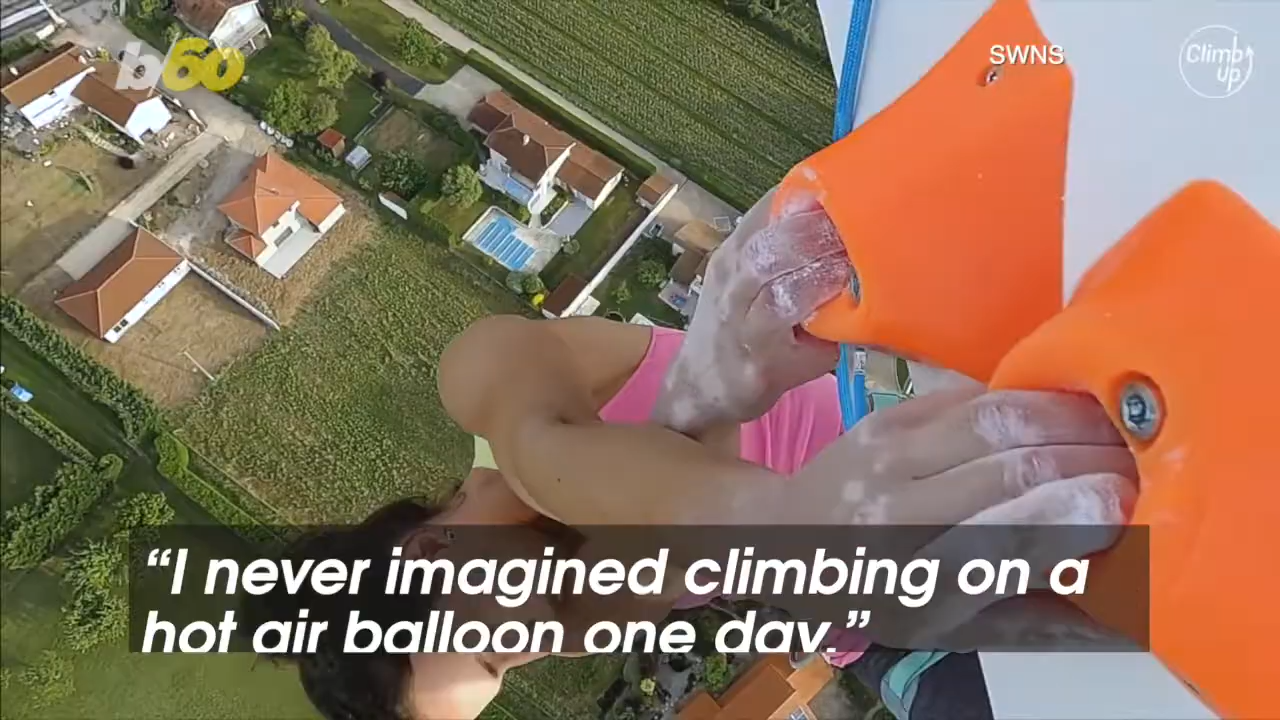 b60
SWNS
Climb
Up
“I never imagined climbing on a
hot air balloon one day.”